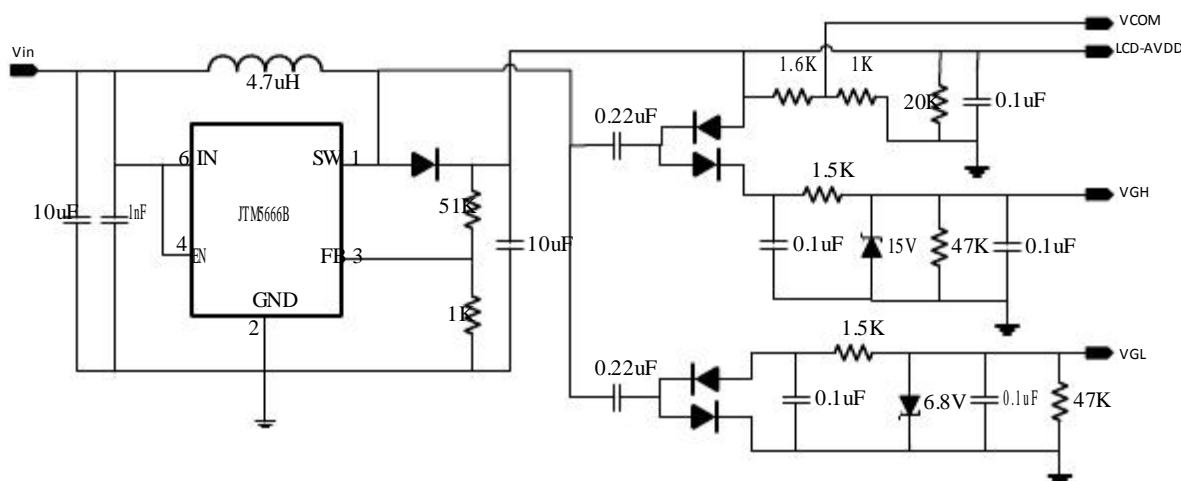 VCOM
Vin
LCD-AVDD
1.6K
1K
4.7uH
0.22uF
20K
0.1uF
6
IN
SW
1
1.5K
VGH
10uF
1nF
JTM5666B
51K
4
EN
FB
3
10uF
0.1uF
15V
47K
0.1uF
GND
2
1K
1.5K
VGL
0.22uF
0.1uF
6.8V
0.1uF
47K